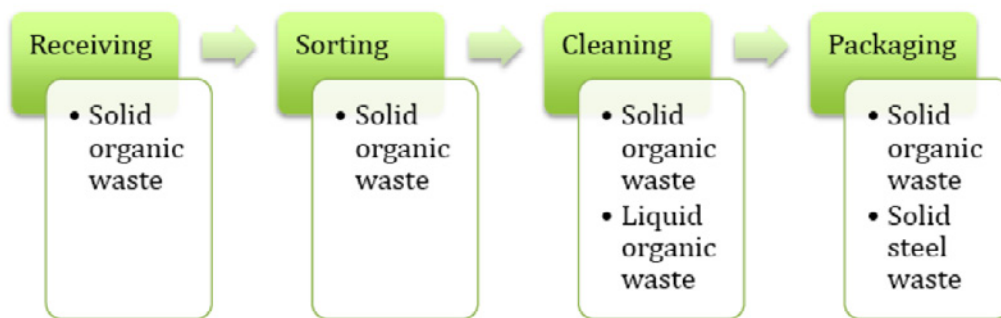 Receiving
• Solid
organic
waste
Sorting
• Solid
organic
waste
Cleaning
• Solid
organic
waste
• Liquid
organic
waste
Packaging
• Solid
organic
waste
• Solid
steel
waste